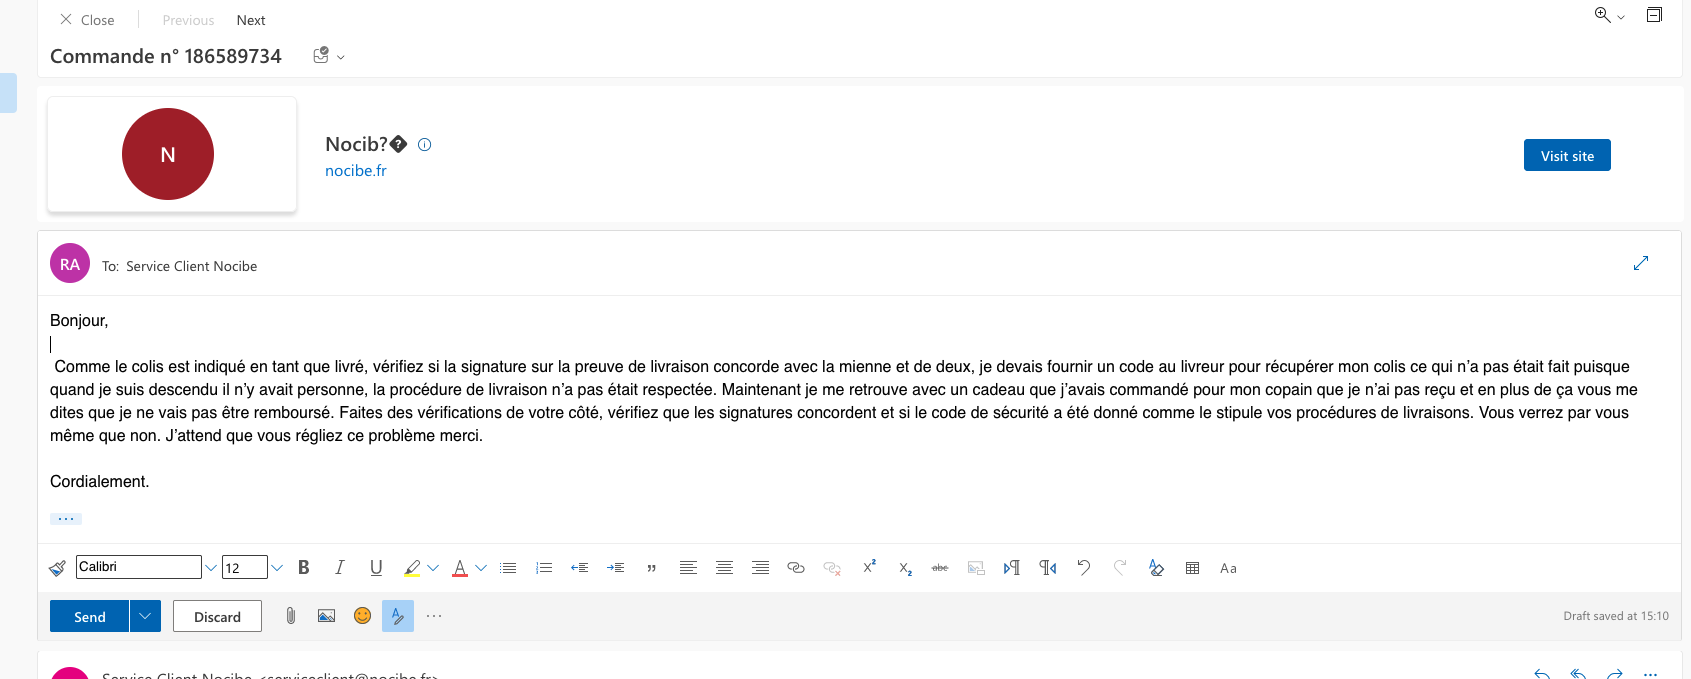 Close Previous Next
Commande n° 186589734
N
Nocib?�
nocibe.fr
Visit site
RA
To: Service Client Nocibe
Bonjour,
Comme le colis est indiqué en tant que livré, vérifiez si la signature sur la preuve de livraison concorde avec la mienne et de deux, je devais fournir un code au livreur pour récupérer mon colis ce qui n’a pas était fait puisque
quand je suis descendu il n’y avait personne, la procédure de livraison n’a pas était respectée. Maintenant je me retrouve avec un cadeau que j’avais commandé pour mon copain que je n’ai pas reçu et en plus de ça vous me
dites que je ne vais pas être remboursé. Faites des vérifications de votre côté, vérifiez que les signatures concordent et si le code de sécurité a été donné comme le stipule vos procédures de livraisons. Vous verrez par vous
même que non. J’attend que vous régliez ce problème merci.
Cordialement.
...
Calibri 12 B I U A ” x² x₂ abc Aa
Send Discard ... Draft saved at 15:10
Service Client Nocibe <serviceclient@nocibe.fr>